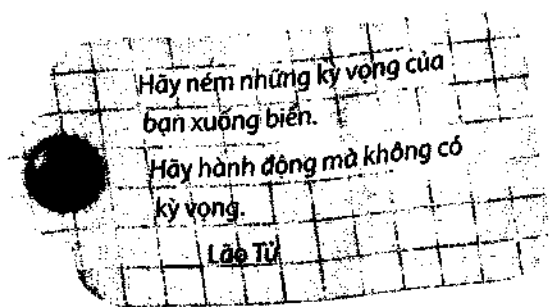 Hãy ném những kỳ vọng của
bạn xuống biển.
Hãy hành động mà không có
kỳ vọng.
Lão Tử